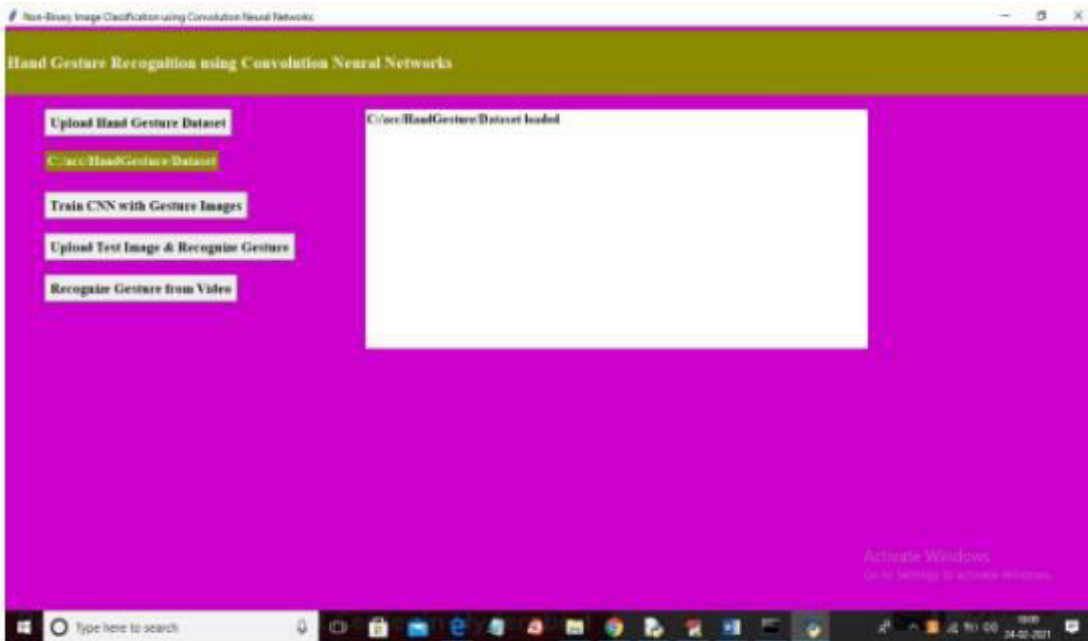 Non-Binary Image Classification using Convolution Neural Networks
Hand Gesture Recognition using Convolution Neural Networks
Upload Hand Gesture Dataset
C:/acc/HandGesture/Dataset loaded
C:/acc/HandGesture/Dataset
Train CNN with Gesture Images
Upload Test Image & Recognize Gesture
Recognize Gesture from Video
Activate Windows
Go to Settings to activate Windows.
Type here to search
24-02-2021